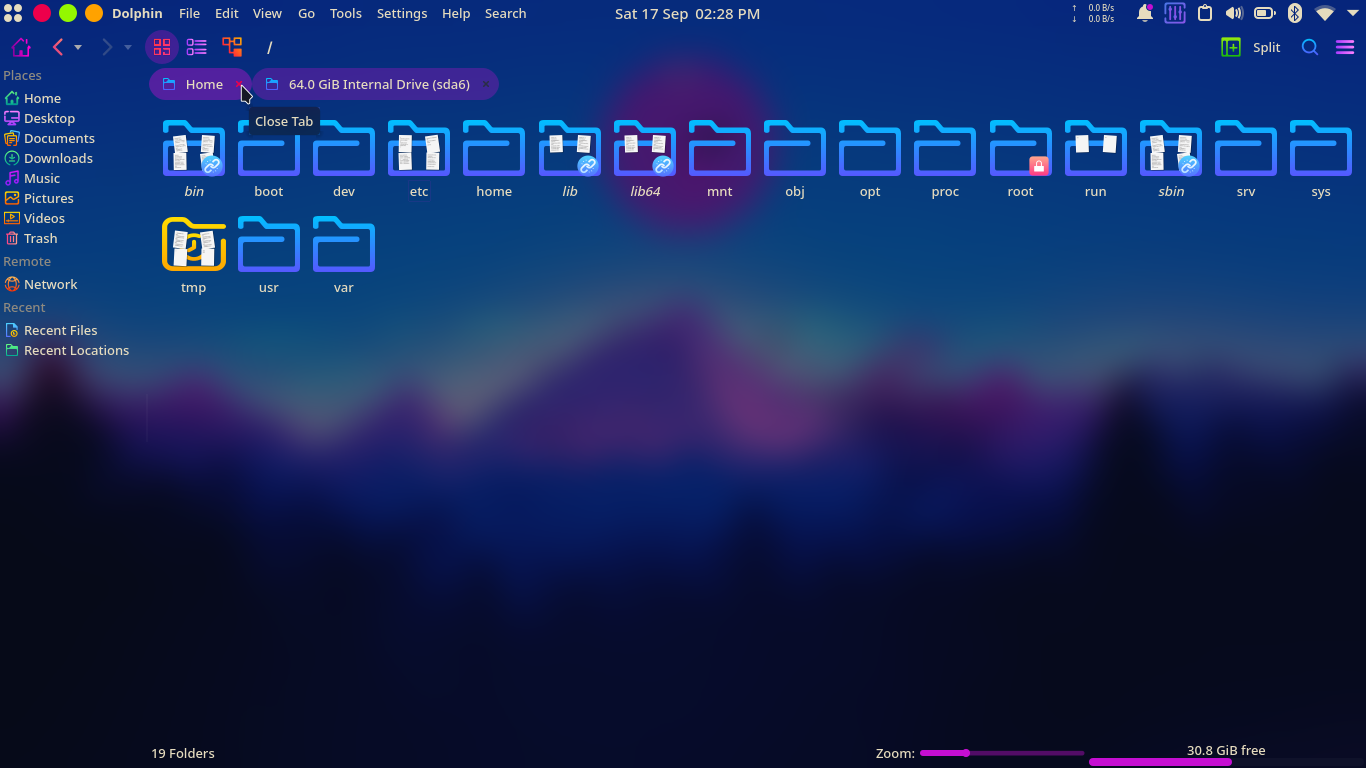 Dolphin File Edit View Go Tools Settings Help Search Sat 17 Sep 02:28 PM ↑ 0.0 B/s
↓ 0.0 B/s
/ Split
Places
Home 64.0 GiB Internal Drive (sda6)
Close Tab
Home
Desktop
Documents
Downloads
Music
Pictures
Videos
Trash
Remote
Network
Recent
Recent Files
Recent Locations
bin boot dev etc home lib lib64 mnt obj opt proc root run sbin srv sys
tmp usr var
19 Folders Zoom: 30.8 GiB free